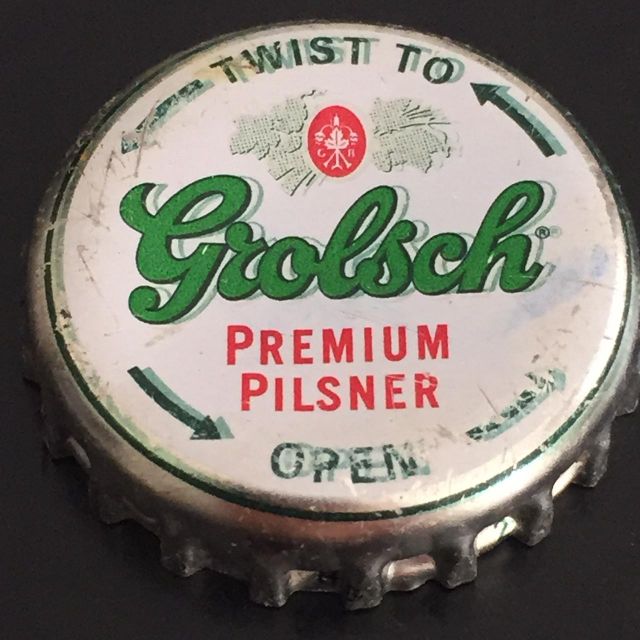 TWIST TO
G B
Grolsch®
PREMIUM
PILSNER
OPEN